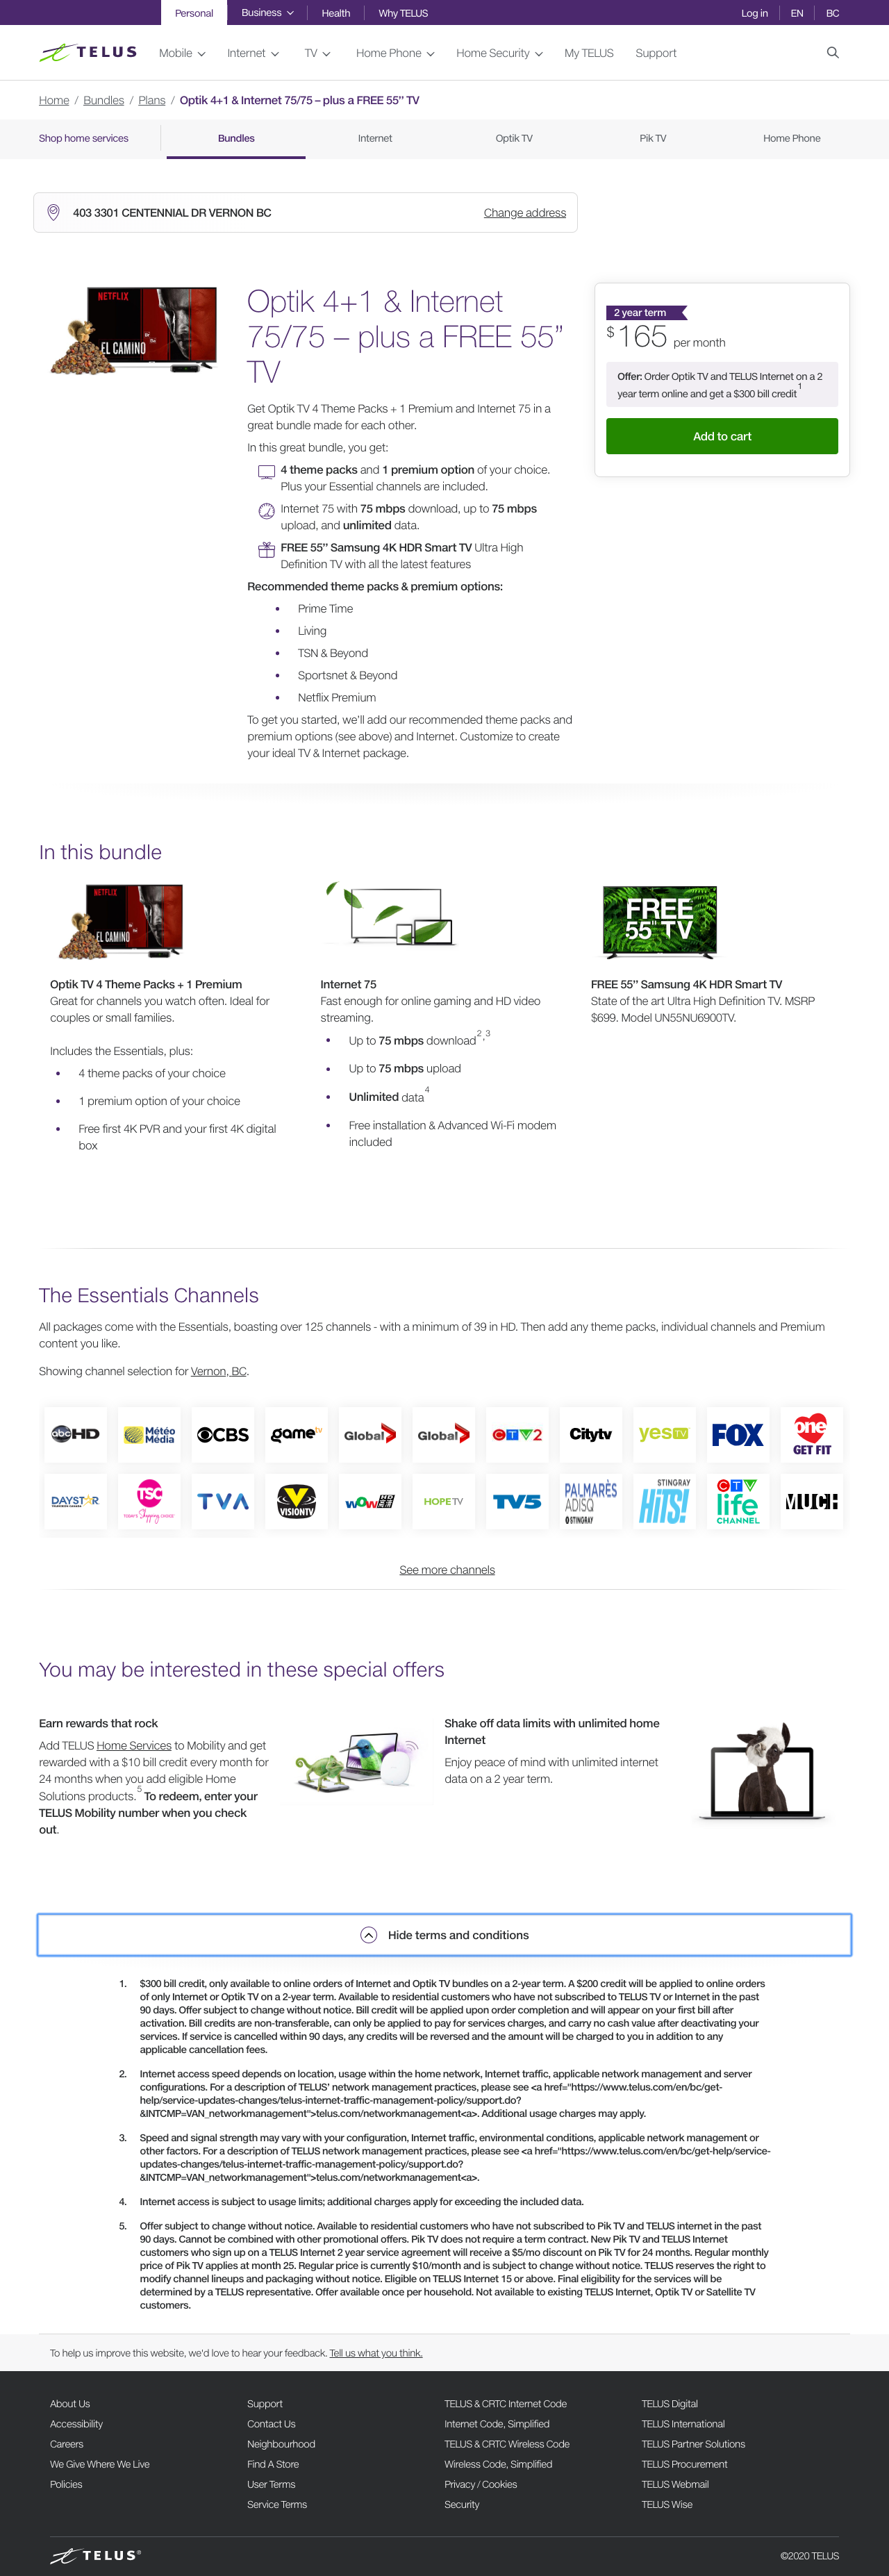 Personal Business Health Why TELUS Log in EN BC
TELUS Mobile Internet TV Home Phone Home Security My TELUS Support
Home / Bundles / Plans / Optik 4+1 & Internet 75/75 – plus a FREE 55” TV
Shop home services Bundles Internet Optik TV Pik TV Home Phone
403 3301 CENTENNIAL DR VERNON BC Change address
NETFLIX
EL CAMINO
Optik 4+1 & Internet
75/75 – plus a FREE 55”
TV
Get Optik TV 4 Theme Packs + 1 Premium and Internet 75 in a
great bundle made for each other.
In this great bundle, you get:
4 theme packs and 1 premium option of your choice.
Plus your Essential channels are included.
Internet 75 with 75 mbps download, up to 75 mbps
upload, and unlimited data.
FREE 55” Samsung 4K HDR Smart TV Ultra High
Definition TV with all the latest features
Recommended theme packs & premium options:
• Prime Time
• Living
• TSN & Beyond
• Sportsnet & Beyond
• Netflix Premium
To get you started, we'll add our recommended theme packs and
premium options (see above) and Internet. Customize to create
your ideal TV & Internet package.
2 year term
$165 per month
Offer: Order Optik TV and TELUS Internet on a 2
year term online and get a $300 bill credit 1
Add to cart
In this bundle
NETFLIX
EL CAMINO
Optik TV 4 Theme Packs + 1 Premium
Great for channels you watch often. Ideal for
couples or small families.
Includes the Essentials, plus:
• 4 theme packs of your choice
• 1 premium option of your choice
• Free first 4K PVR and your first 4K digital
box
Internet 75
Fast enough for online gaming and HD video
streaming.
• Up to 75 mbps download 2,3
• Up to 75 mbps upload
• Unlimited data 4
• Free installation & Advanced Wi-Fi modem
included
FREE
55" TV
FREE 55” Samsung 4K HDR Smart TV
State of the art Ultra High Definition TV. MSRP
$699. Model UN55NU6900TV.
The Essentials Channels
All packages come with the Essentials, boasting over 125 channels - with a minimum of 39 in HD. Then add any theme packs, individual channels and Premium
content you like.
Showing channel selection for Vernon, BC.
abc HD Météo Média CBS gametv Global Global CTV2 Citytv yes TV FOX one GET FIT
DAYSTAR TSC TODAY'S Shopping CHOICE TVA VISIONTV WOW HD HOPETV TV5 PALMARÈS ADISQ STINGRAY STINGRAY HiTS! CTV life CHANNEL MUCH
See more channels
You may be interested in these special offers
Earn rewards that rock
Add TELUS Home Services to Mobility and get
rewarded with a $10 bill credit every month for
24 months when you add eligible Home
Solutions products. 5 To redeem, enter your
TELUS Mobility number when you check
out.
Shake off data limits with unlimited home
Internet
Enjoy peace of mind with unlimited internet
data on a 2 year term.
Hide terms and conditions
1. $300 bill credit, only available to online orders of Internet and Optik TV bundles on a 2-year term. A $200 credit will be applied to online orders
of only Internet or Optik TV on a 2-year term. Available to residential customers who have not subscribed to TELUS TV or Internet in the past
90 days. Offer subject to change without notice. Bill credit will be applied upon order completion and will appear on your first bill after
activation. Bill credits are non-transferable, can only be applied to pay for services charges, and carry no cash value after deactivating your
services. If service is cancelled within 90 days, any credits will be reversed and the amount will be charged to you in addition to any
applicable cancellation fees.
2. Internet access speed depends on location, usage within the home network, Internet traffic, applicable network management and server
configurations. For a description of TELUS' network management practices, please see <a href="https://www.telus.com/en/bc/get-
help/service-updates-changes/telus-internet-traffic-management-policy/support.do?
&INTCMP=VAN_networkmanagement">telus.com/networkmanagement<a>. Additional usage charges may apply.
3. Speed and signal strength may vary with your configuration, Internet traffic, environmental conditions, applicable network management or
other factors. For a description of TELUS network management practices, please see <a href="https://www.telus.com/en/bc/get-help/service-
updates-changes/telus-internet-traffic-management-policy/support.do?
&INTCMP=VAN_networkmanagement">telus.com/networkmanagement<a>.
4. Internet access is subject to usage limits; additional charges apply for exceeding the included data.
5. Offer subject to change without notice. Available to residential customers who have not subscribed to Pik TV and TELUS internet in the past
90 days. Cannot be combined with other promotional offers. Pik TV does not require a term contract. New Pik TV and TELUS Internet
customers who sign up on a TELUS Internet 2 year service agreement will receive a $5/mo discount on Pik TV for 24 months. Regular monthly
price of Pik TV applies at month 25. Regular price is currently $10/month and is subject to change without notice. TELUS reserves the right to
modify channel lineups and packaging without notice. Eligible on TELUS Internet 15 or above. Final eligibility for the services will be
determined by a TELUS representative. Offer available once per household. Not available to existing TELUS Internet, Optik TV or Satellite TV
customers.
To help us improve this website, we'd love to hear your feedback. Tell us what you think.
About Us Support TELUS & CRTC Internet Code TELUS Digital
Accessibility Contact Us Internet Code, Simplified TELUS International
Careers Neighbourhood TELUS & CRTC Wireless Code TELUS Partner Solutions
We Give Where We Live Find A Store Wireless Code, Simplified TELUS Procurement
Policies User Terms Privacy / Cookies TELUS Webmail
Service Terms Security TELUS Wise
TELUS® ©2020 TELUS